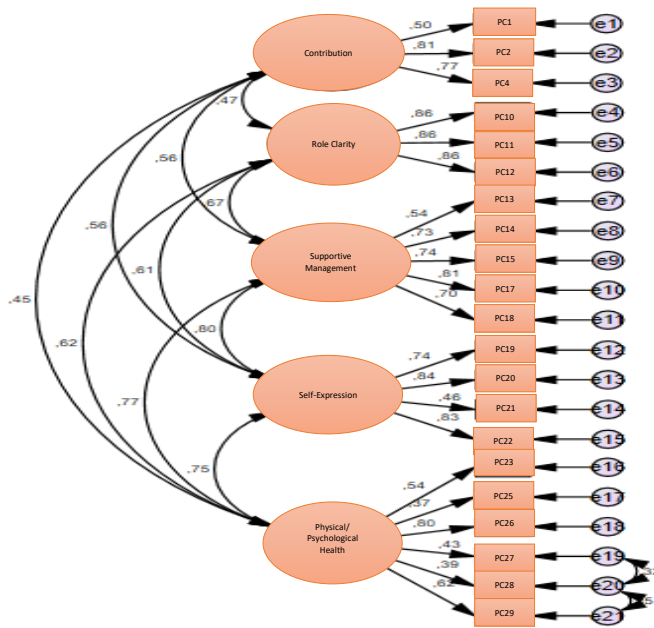 Contribution
Role Clarity
Supportive
Management
Self-Expression
Physical/
Psychological
Health
PC1
PC2
PC4
PC10
PC11
PC12
PC13
PC14
PC15
PC17
PC18
PC19
PC20
PC21
PC22
PC23
PC25
PC26
PC27
PC28
PC29
e1
e2
e3
e4
e5
e6
e7
e8
e9
e10
e11
e12
e13
e14
e15
e16
e17
e18
e19
e20
e21
.50
.81
.77
.86
.86
.86
.54
.73
.74
.81
.70
.74
.84
.46
.83
.54
.37
.80
.43
.39
.62
.47
.56
.67
.56
.61
.45
.80
.62
.77
.75